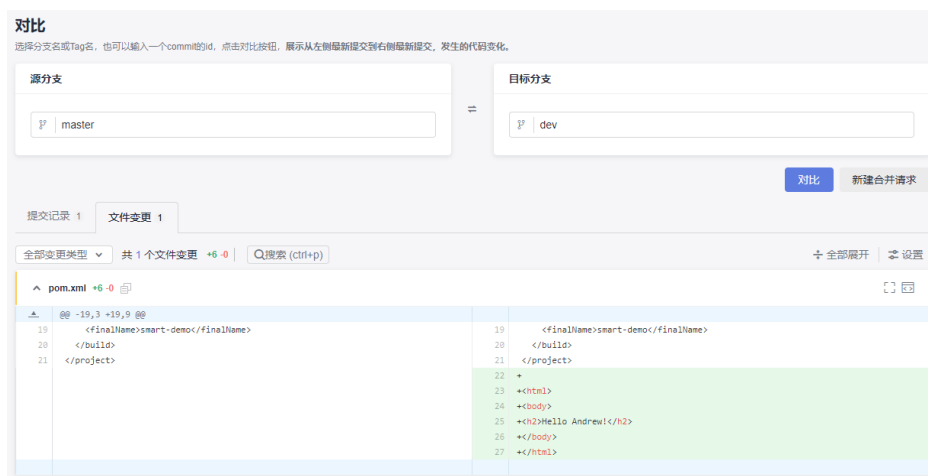 对比
选择分支名或Tag名，也可以输入一个commit的id，点击对比按钮，展示从左侧最新提交到右侧最新提交，发生的代码变化。
源分支
目标分支
master
dev
对比 新建合并请求
提交记录 1 文件变更 1
全部变更类型 共 1 个文件变更 +6 -0 搜索 (ctrl+p) 全部展开 设置
pom.xml +6 -0
@@ -19,3 +19,9 @@
19 <finalName>smart-demo</finalName> 19 <finalName>smart-demo</finalName>
20 </build> 20 </build>
21 </project> 21 </project>
22 +
23 +<html>
24 +<body>
25 +<h2>Hello Andrew!</h2>
26 +</body>
27 +</html>